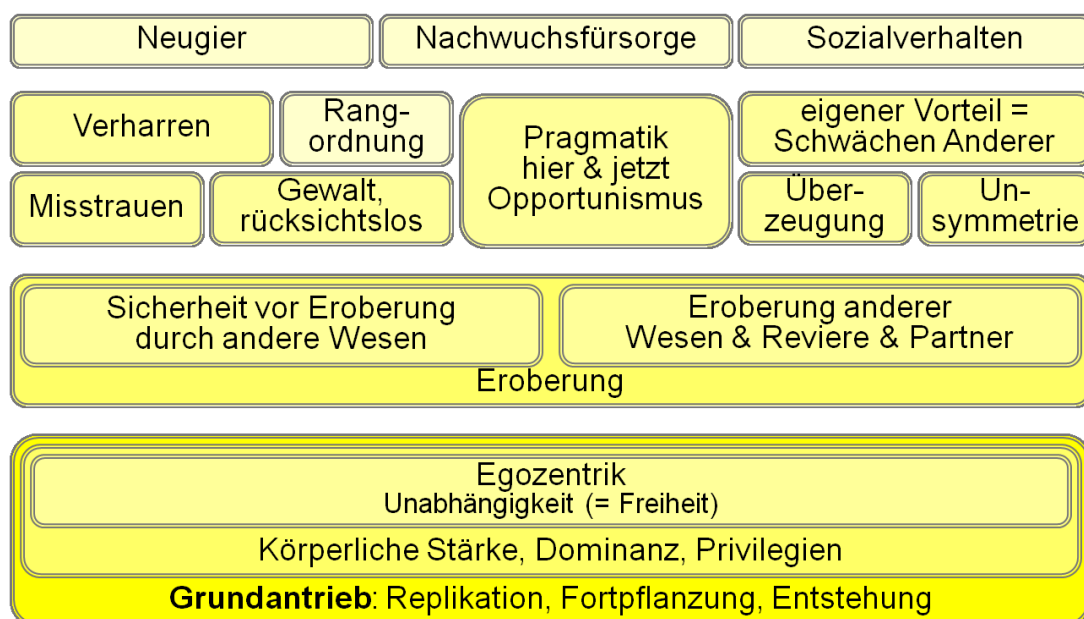 Neugier
Nachwuchsfürsorge
Sozialverhalten
Verharren
Rang-
ordnung
Pragmatik
hier & jetzt
Opportunismus
eigener Vorteil =
Schwächen Anderer
Misstrauen
Gewalt,
rücksichtslos
Über-
zeugung
Un-
symmetrie
Sicherheit vor Eroberung
durch andere Wesen
Eroberung anderer
Wesen & Reviere & Partner
Eroberung
Egozentrik
Unabhängigkeit (= Freiheit)
Körperliche Stärke, Dominanz, Privilegien
Grundantrieb: Replikation, Fortpflanzung, Entstehung